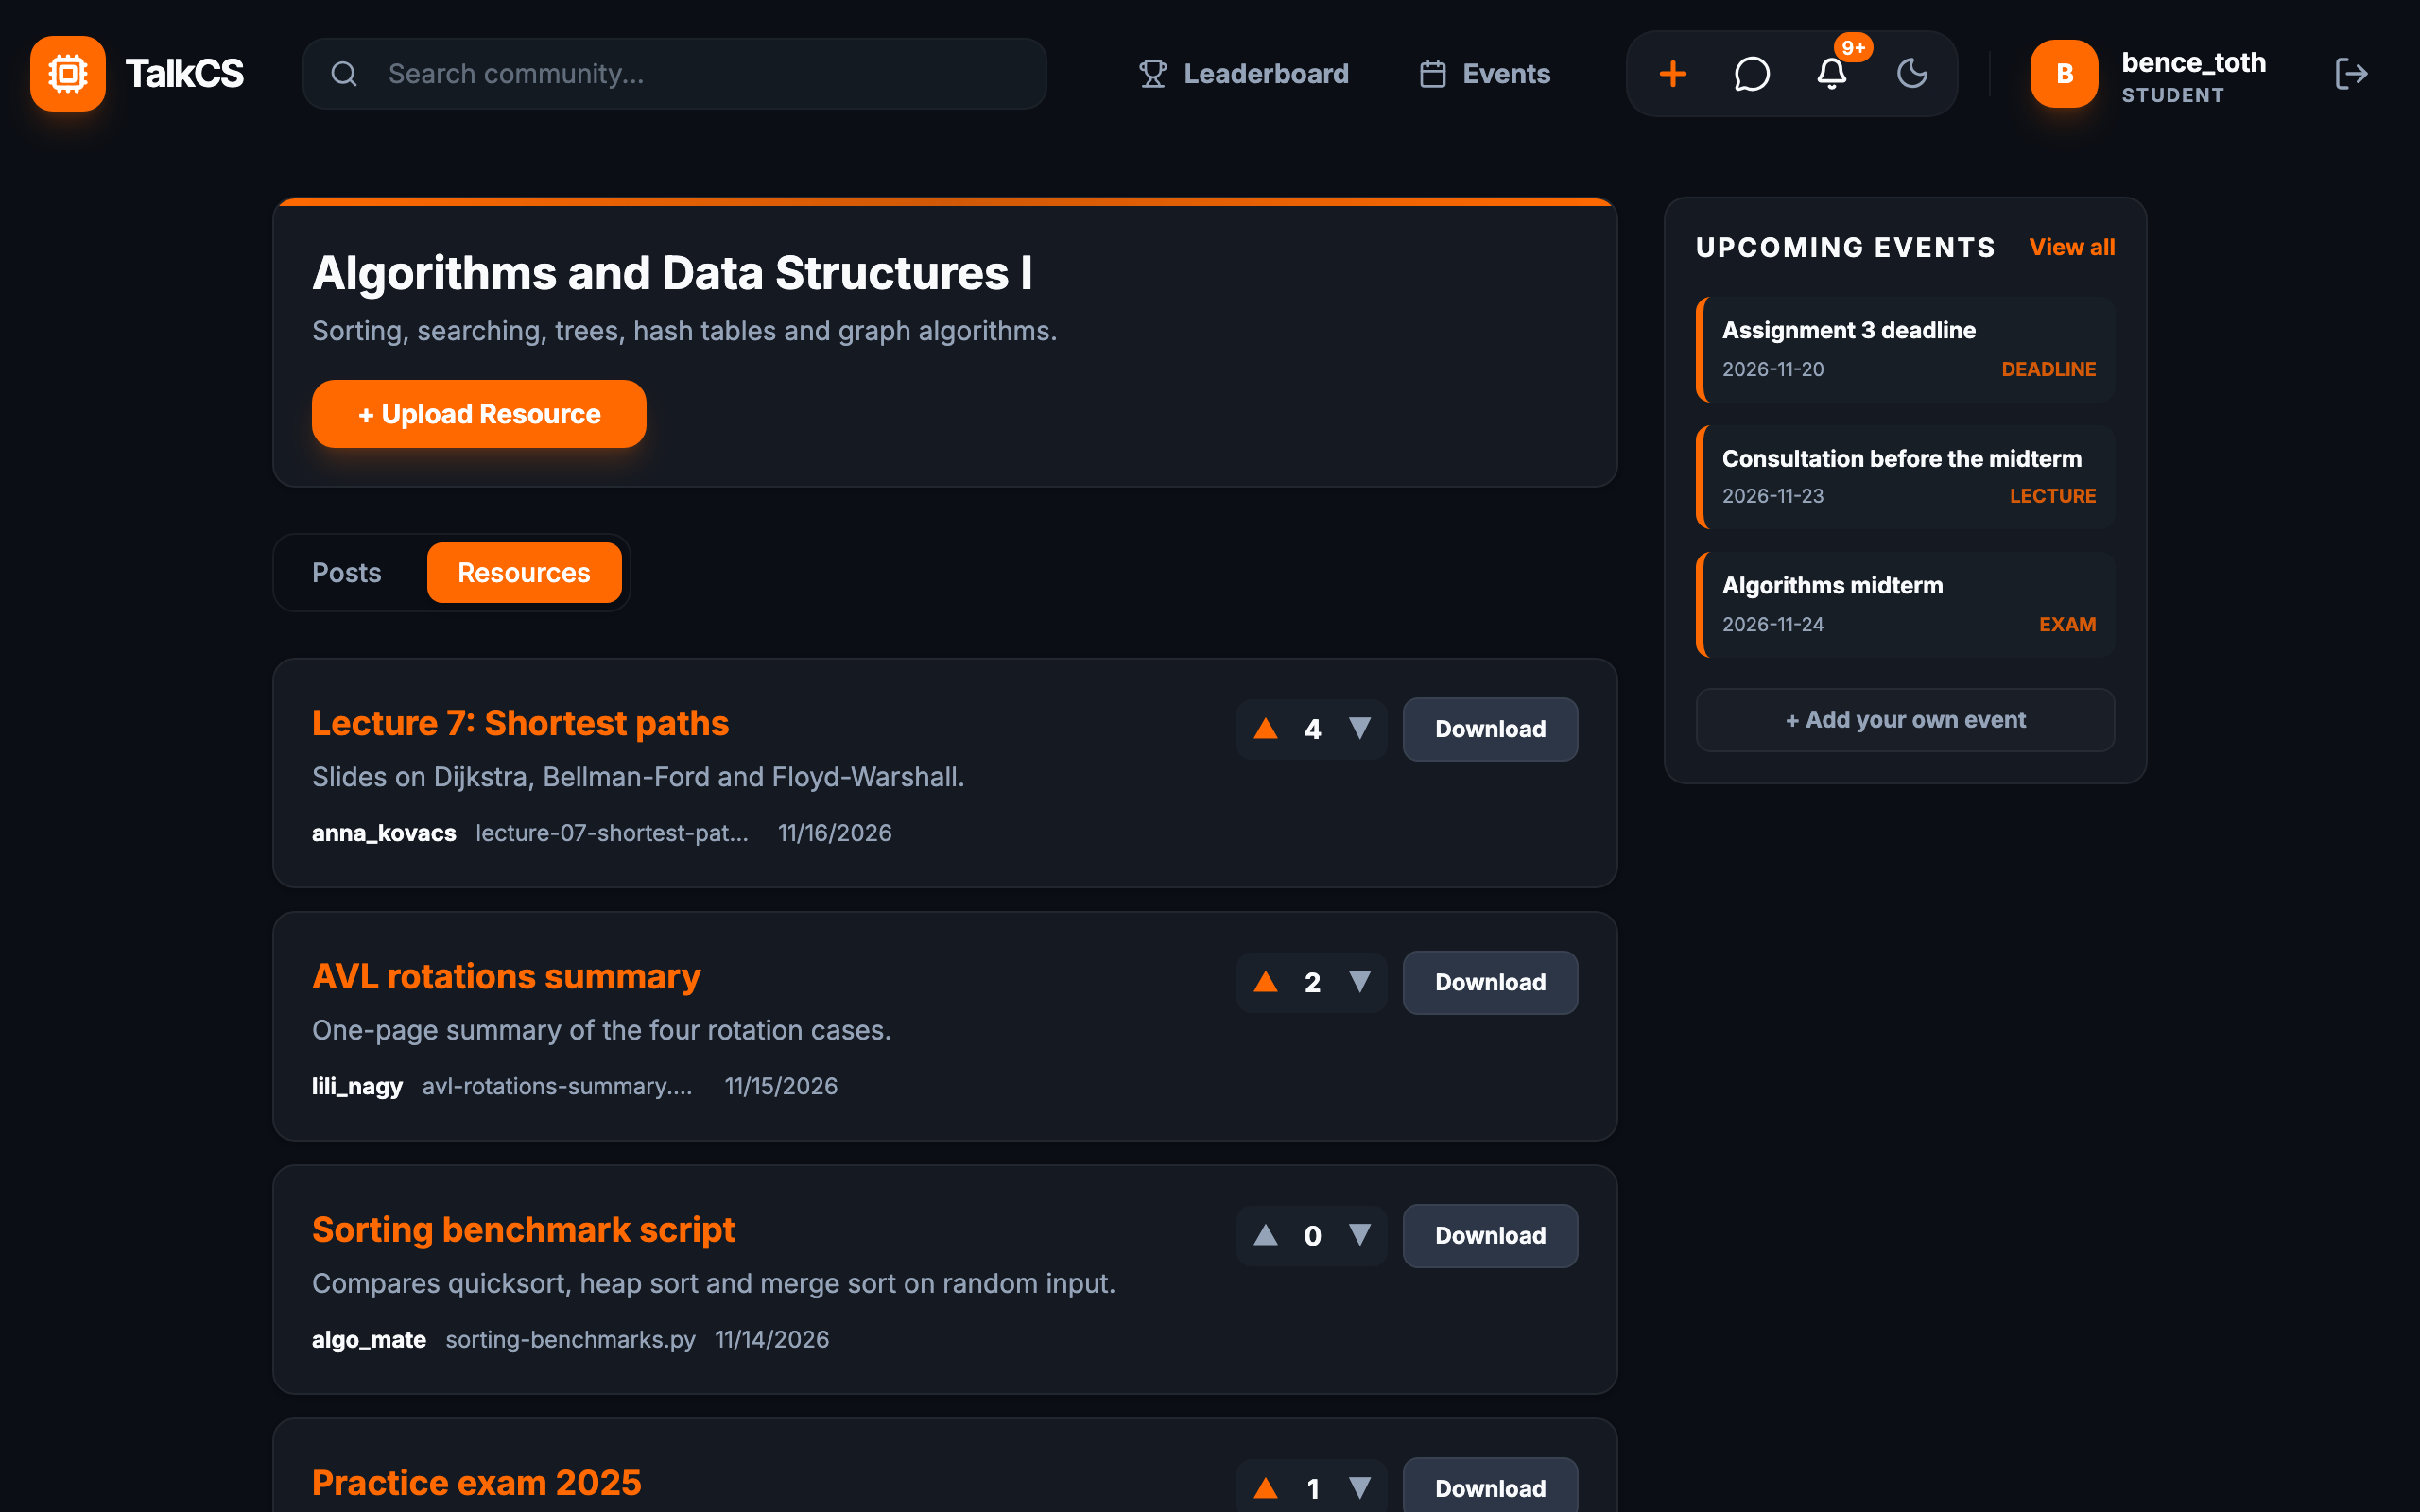 TalkCS
Search community...
Leaderboard
Events
9+
B
bence_toth
STUDENT
Algorithms and Data Structures I
Sorting, searching, trees, hash tables and graph algorithms.
+ Upload Resource
Posts
Resources
Lecture 7: Shortest paths
4
Download
Slides on Dijkstra, Bellman-Ford and Floyd-Warshall.
anna_kovacs lecture-07-shortest-pat... 11/16/2026
AVL rotations summary
2
Download
One-page summary of the four rotation cases.
lili_nagy avl-rotations-summary.... 11/15/2026
Sorting benchmark script
0
Download
Compares quicksort, heap sort and merge sort on random input.
algo_mate sorting-benchmarks.py 11/14/2026
Practice exam 2025
1
Download
UPCOMING EVENTS View all
Assignment 3 deadline
2026-11-20 DEADLINE
Consultation before the midterm
2026-11-23 LECTURE
Algorithms midterm
2026-11-24 EXAM
+ Add your own event